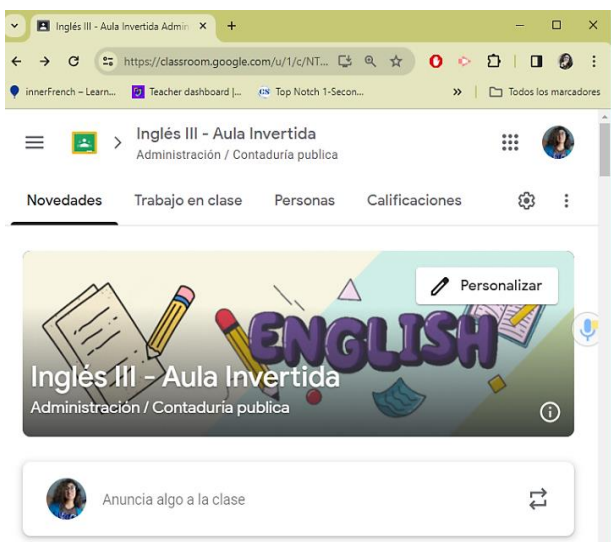 Inglés III - Aula Invertida Admin
https://classroom.google.com/u/1/c/NT...
innerFrench – Learn...
Teacher dashboard |...
GS Top Notch 1-Secon...
»
Todos los marcadores
Inglés III - Aula Invertida
Administración / Contaduría publica
Novedades Trabajo en clase Personas Calificaciones
Personalizar
ENGLISH
Inglés III - Aula Invertida
Administración / Contaduría publica
Anuncia algo a la clase